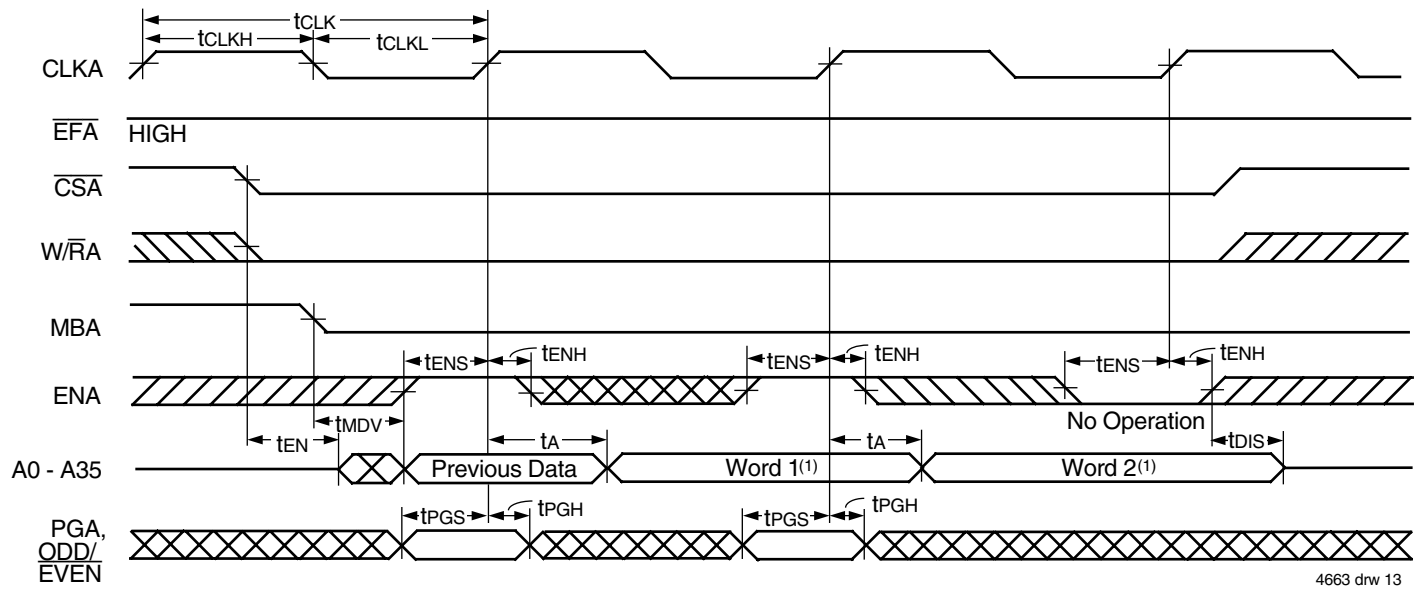 tCLK
tCLKH
tCLKL
CLKA
EFA
HIGH
CSA
W/RA
MBA
tENS
tENH
tENS
tENH
tENS
tENH
ENA
No Operation
tMDV
tEN
tA
tA
tDIS
A0 - A35
Previous Data
Word 1(1)
Word 2(1)
tPGS
tPGH
tPGS
tPGH
PGA,
ODD/
EVEN
4663 drw 13